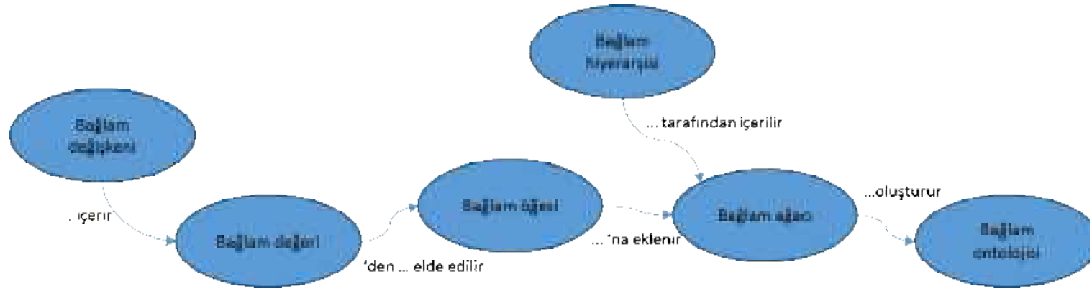 Bağlam
hiyerarşisi
Bağlam
değişkeni
... tarafından içerilir
... içerir
Bağlam değeri
'den ... elde edilir
Bağlam öğesi
... 'na eklenir
Bağlam ağacı
...oluşturur
Bağlam
ontolojisi